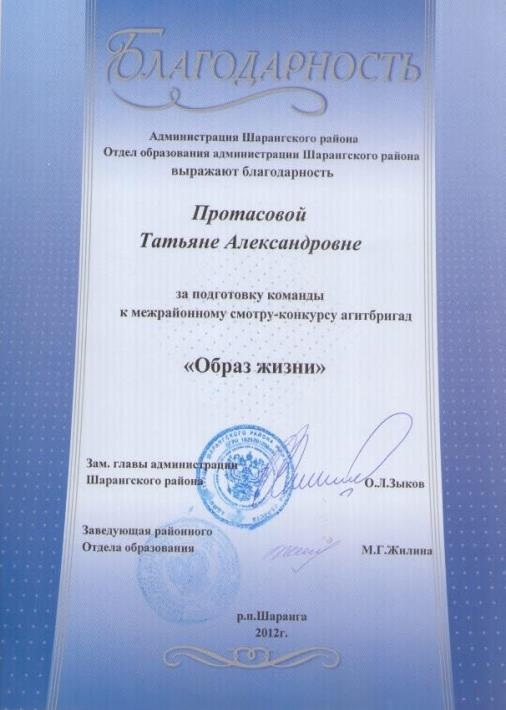 Благодарность
Администрация Шарангского района
Отдел образования администрации Шарангского района
выражают благодарность
Протасовой
Татьяне Александровне
за подготовку команды
к межрайонному смотру-конкурсу агитбригад
«Образ жизни»
Зам. главы администрации
Шарангского района
О.Л.Зыков
Заведующая районного
Отдела образования
М.Г.Жилина
р.п.Шаранга
2012г.